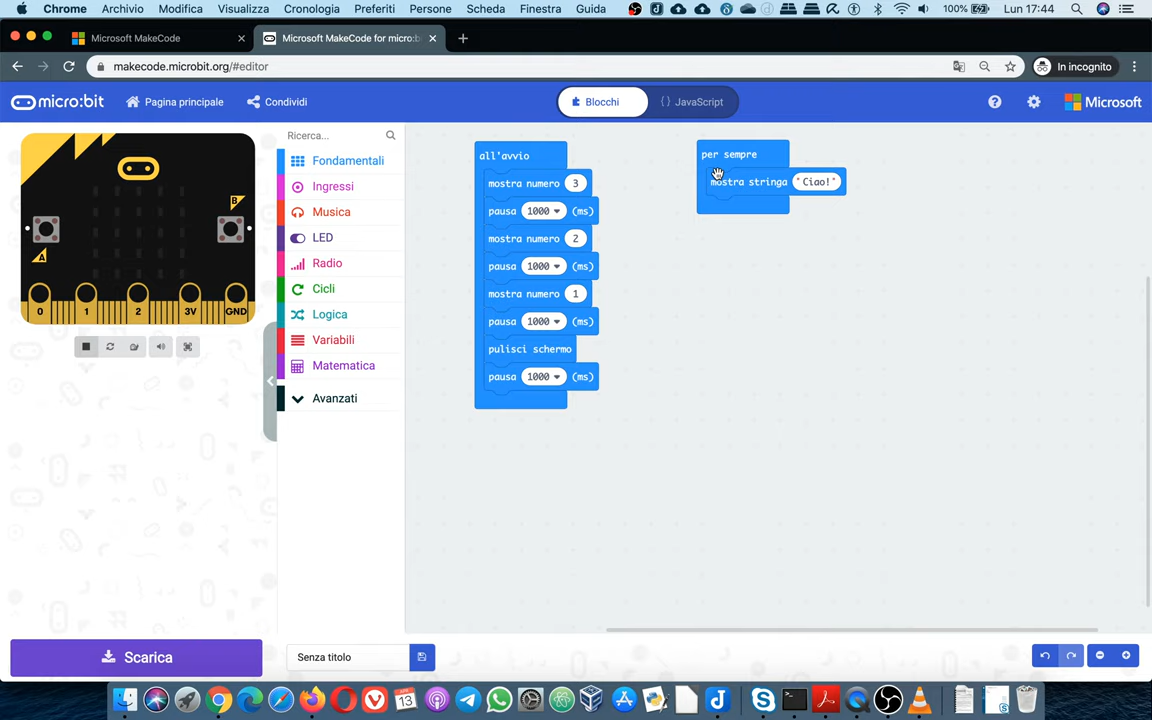 Chrome Archivio Modifica Visualizza Cronologia Preferiti Persone Scheda Finestra Guida 100% Lun 17:44
Microsoft MakeCode Microsoft MakeCode for micro:b
makecode.microbit.org/#editor In incognito
micro:bit Pagina principale Condividi Blocchi { } JavaScript Microsoft
Ricerca...
Fondamentali
Ingressi
Musica
LED
Radio
Cicli
Logica
Variabili
Matematica
Avanzati
A
B
0 1 2 3V GND
all'avvio
mostra numero 3
pausa 1000 (ms)
mostra numero 2
pausa 1000 (ms)
mostra numero 1
pausa 1000 (ms)
pulisci schermo
pausa 1000 (ms)
per sempre
mostra stringa "Ciao!"
Scarica
Senza titolo
13